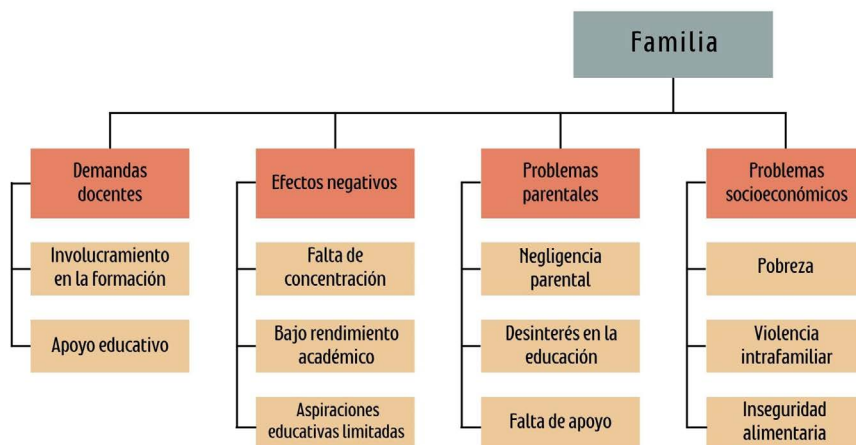 Familia
Demandas
docentes
Involucramiento
en la formación
Apoyo educativo
Efectos negativos
Falta de
concentración
Bajo rendimiento
académico
Aspiraciones
educativas limitadas
Problemas
parentales
Negligencia
parental
Desinterés en la
educación
Falta de apoyo
Problemas
socioeconómicos
Pobreza
Violencia
intrafamiliar
Inseguridad
alimentaria